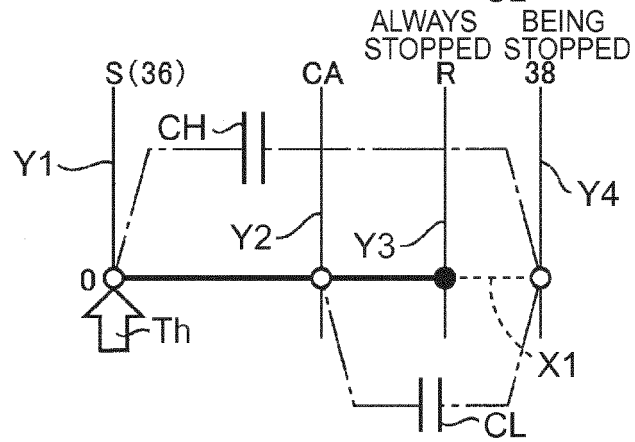 ALWAYS STOPPED
BEING STOPPED
S(36)
CA
R
38
CH
Y1
Y2
Y3
Y4
0
Th
X1
CL